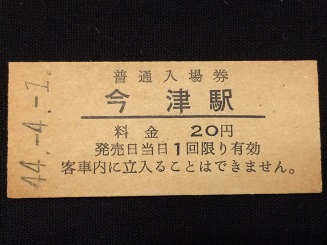 44.-4.-1.
普通入場券
今津駅
料金 20円
発売日当日1回限り有効
客車内に立入ることはできません。